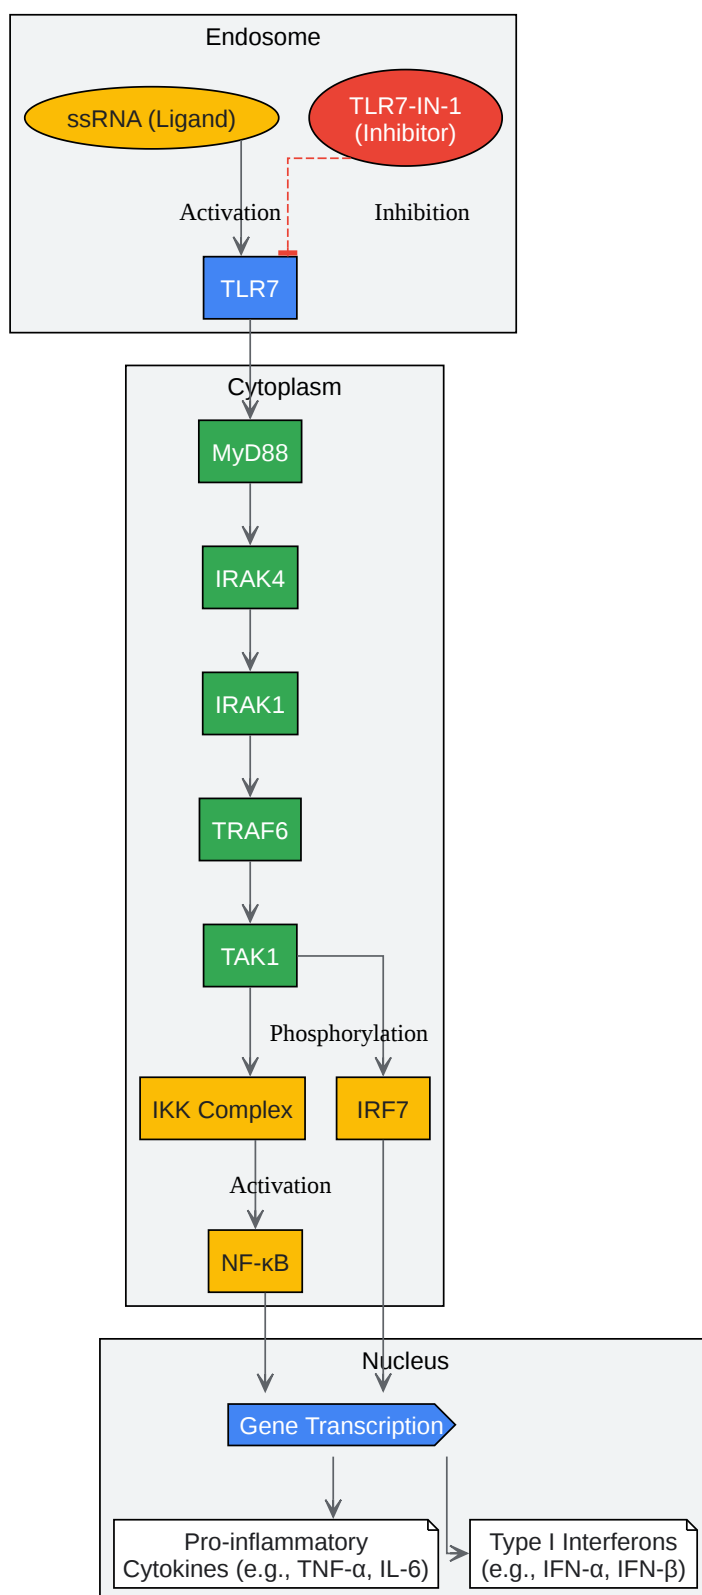 Endosome
ssRNA (Ligand)
TLR7-IN-1
(Inhibitor)
Activation
Inhibition
TLR7
Cytoplasm
MyD88
IRAK4
IRAK1
TRAF6
TAK1
Phosphorylation
IKK Complex
IRF7
Activation
NF-κB
Nucleus
Gene Transcription
Pro-inflammatory
Cytokines (e.g., TNF-α, IL-6)
Type I Interferons
(e.g., IFN-α, IFN-β)